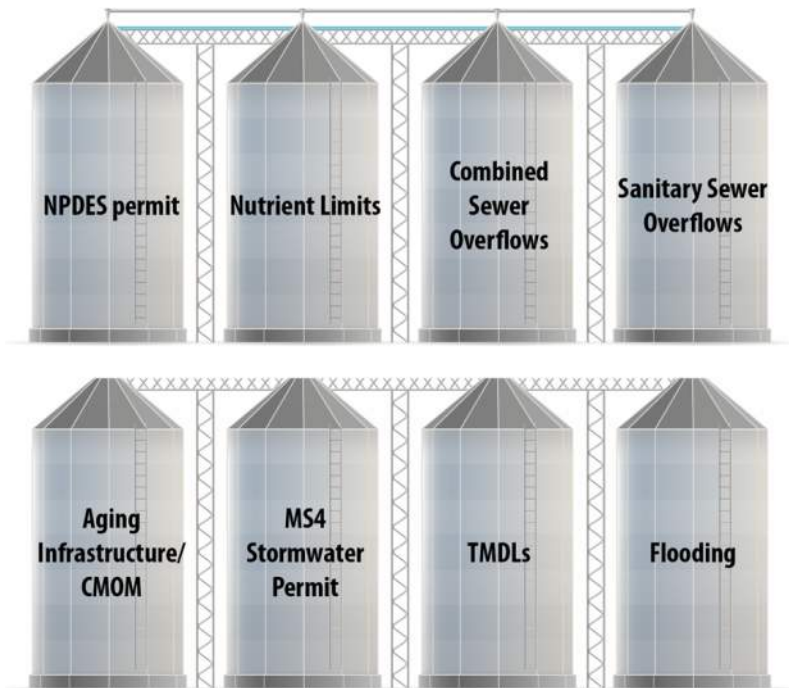 NPDES permit
Nutrient Limits
Combined
Sewer
Overflows
Sanitary Sewer
Overflows
Aging
Infrastructure/
CMOM
MS4
Stormwater
Permit
TMDLs
Flooding